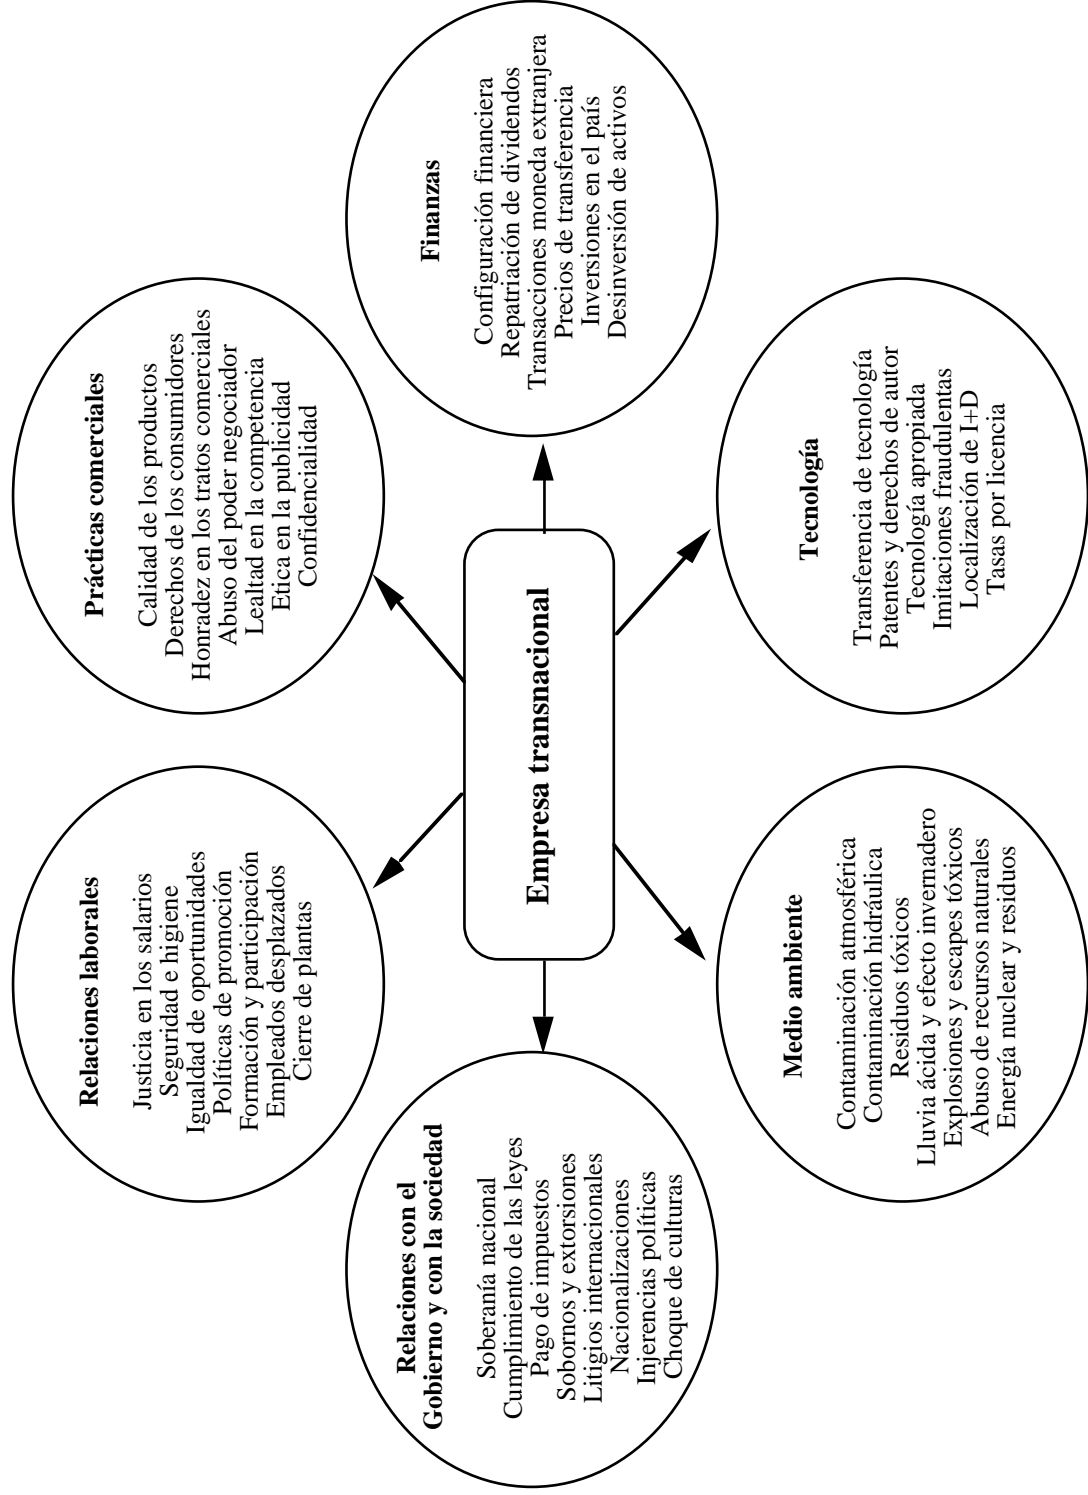 Relaciones laborales
Justicia en los salarios
Seguridad e higiene
Igualdad de oportunidades
Políticas de promoción
Formación y participación
Empleados desplazados
Cierre de plantas
Prácticas comerciales
Calidad de los productos
Derechos de los consumidores
Honradez en los tratos comerciales
Abuso del poder negociador
Lealtad en la competencia
Etica en la publicidad
Confidencialidad
Relaciones con el
Gobierno y con la sociedad
Soberanía nacional
Cumplimiento de las leyes
Pago de impuestos
Sobornos y extorsiones
Litigios internacionales
Nacionalizaciones
Injerencias políticas
Choque de culturas
Empresa transnacional
Finanzas
Configuración financiera
Repatriación de dividendos
Transacciones moneda extranjera
Precios de transferencia
Inversiones en el país
Desinversión de activos
Medio ambiente
Contaminación atmosférica
Contaminación hidráulica
Residuos tóxicos
Lluvia ácida y efecto invernadero
Explosiones y escapes tóxicos
Abuso de recursos naturales
Energía nuclear y residuos
Tecnología
Transferencia de tecnología
Patentes y derechos de autor
Tecnología apropiada
Imitaciones fraudulentas
Localización de I+D
Tasas por licencia